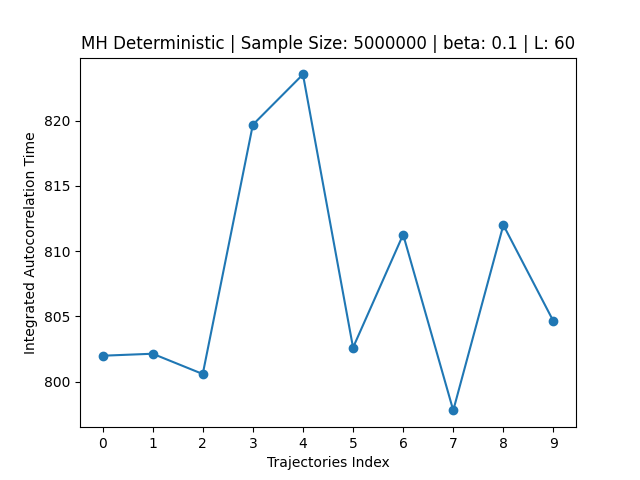 MH Deterministic | Sample Size: 5000000 | beta: 0.1 | L: 60
Integrated Autocorrelation Time
820
815
810
805
800
0 1 2 3 4 5 6 7 8 9
Trajectories Index